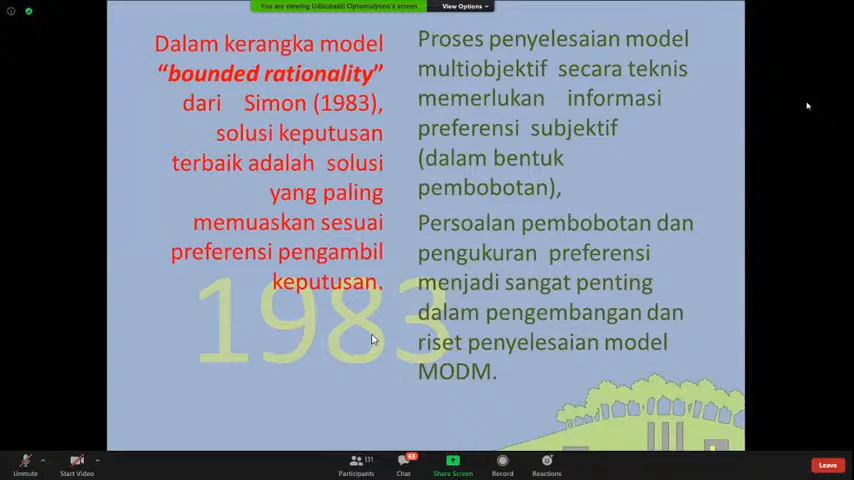 You are viewing Udisubakti Ciptomulyono's screen
View Options
Dalam kerangka model
“bounded rationality”
dari Simon (1983),
solusi keputusan
terbaik adalah solusi
yang paling
memuaskan sesuai
preferensi pengambil
keputusan.
1983
Proses penyelesaian model
multiobjektif secara teknis
memerlukan informasi
preferensi subjektif
(dalam bentuk
pembobotan),
Persoalan pembobotan dan
pengukuran preferensi
menjadi sangat penting
dalam pengembangan dan
riset penyelesaian model
MODM.
Unmute
Start Video
131
Participants
63
Chat
Share Screen
Record
Reactions
Leave